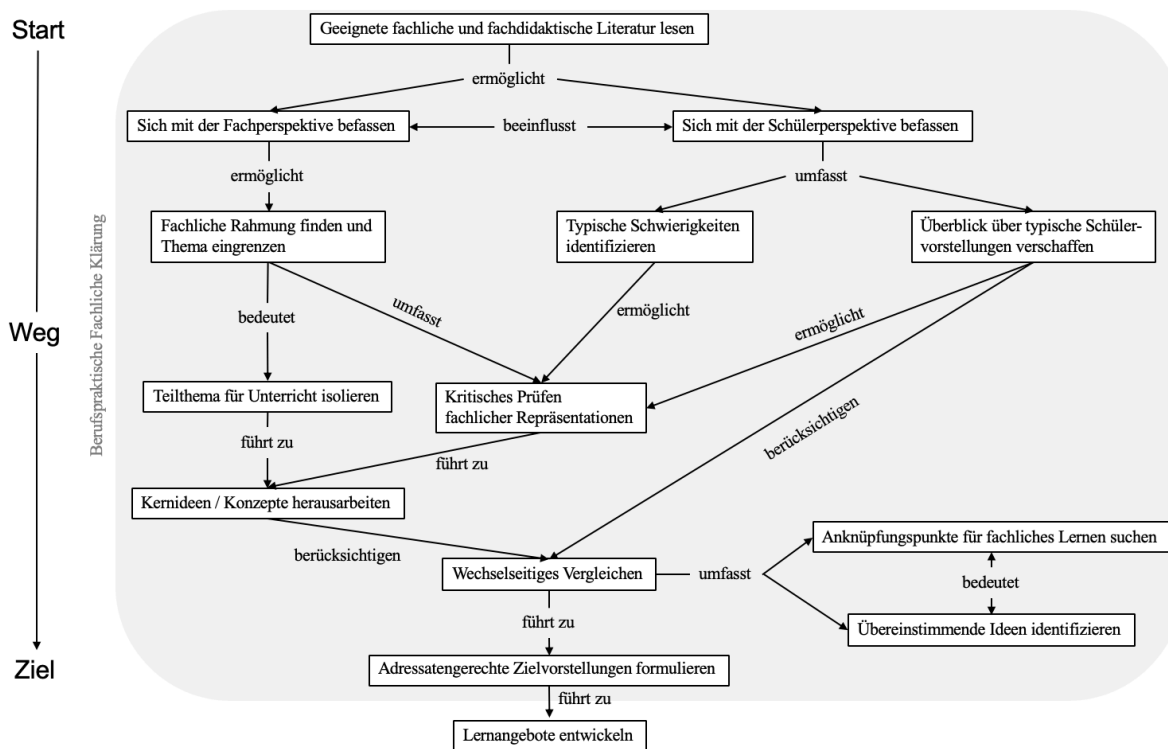 Start
Geeignete fachliche und fachdidaktische Literatur lesen
ermöglicht
Sich mit der Fachperspektive befassen
beeinflusst
Sich mit der Schülerperspektive befassen
ermöglicht
umfasst
Fachliche Rahmung finden und
Thema eingrenzen
Typische Schwierigkeiten
identifizieren
Überblick über typische Schüler-
vorstellungen verschaffen
Berufspraktische Fachliche Klärung
Weg
bedeutet
umfasst
ermöglicht
ermöglicht
Teilthema für Unterricht isolieren
Kritisches Prüfen
fachlicher Repräsentationen
führt zu
führt zu
berücksichtigen
Kernideen / Konzepte herausarbeiten
berücksichtigen
Wechselseitiges Vergleichen
umfasst
Anknüpfungspunkte für fachliches Lernen suchen
bedeutet
Übereinstimmende Ideen identifizieren
führt zu
Ziel
Adressatengerechte Zielvorstellungen formulieren
führt zu
Lernangebote entwickeln